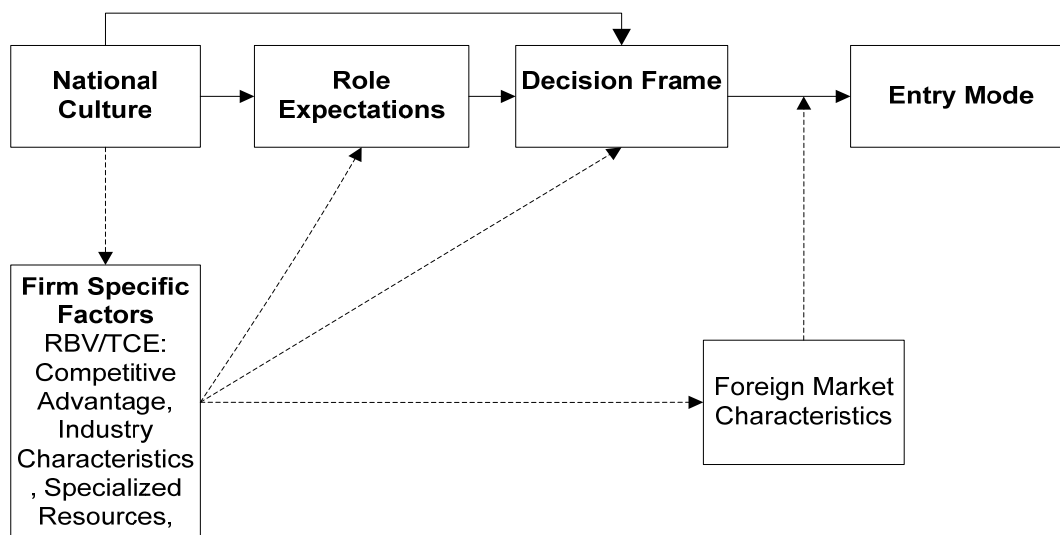 National
Culture
Role
Expectations
Decision Frame
Entry Mode
Firm Specific
Factors
RBV/TCE:
Competitive
Advantage,
Industry
Characteristics
, Specialized
Resources,
Foreign Market
Characteristics